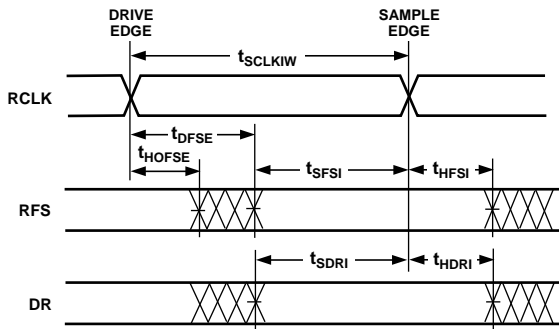 DRIVE EDGE
SAMPLE EDGE
tSCLKIW
RCLK
tDFSE
tHOFSE
tSFSI
tHFSI
RFS
tSDRI
tHDRI
DR